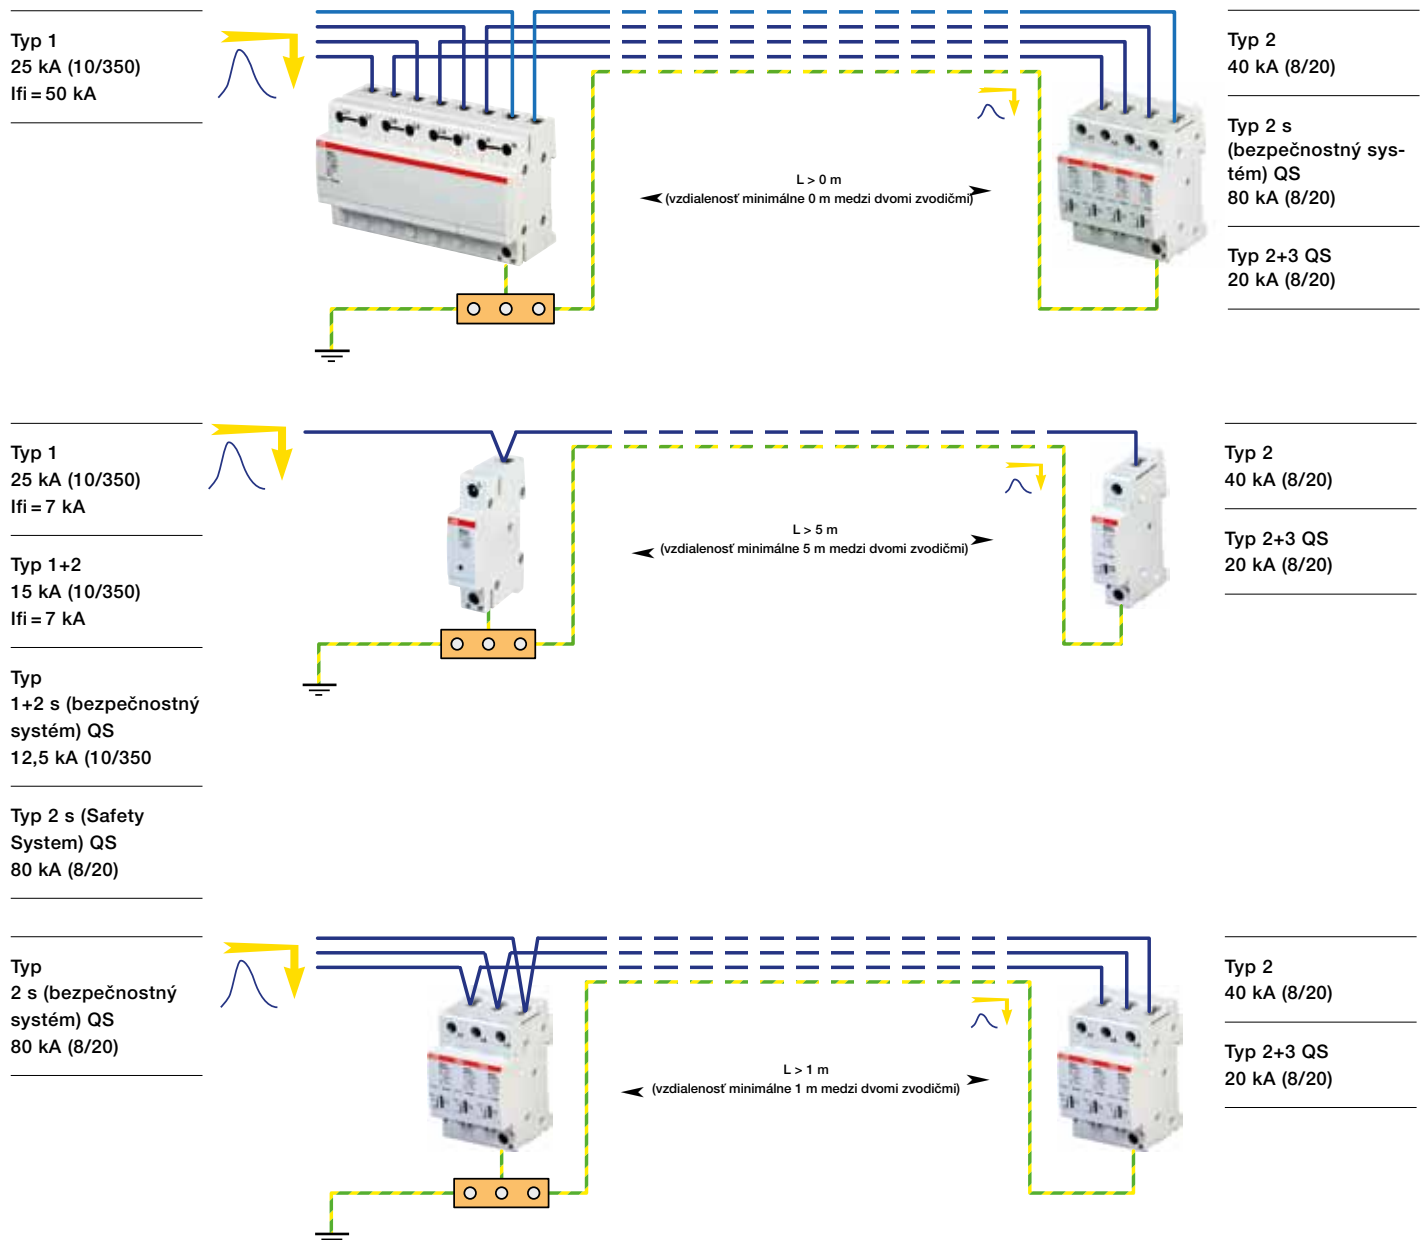 Typ 1
25 kA (10/350)
Ifi = 50 kA
L > 0 m
(vzdialenosť minimálne 0 m medzi dvomi zvodičmi)
Typ 2
40 kA (8/20)
Typ 2 s
(bezpečnostný sys-
tém) QS
80 kA (8/20)
Typ 2+3 QS
20 kA (8/20)
Typ 1
25 kA (10/350)
Ifi = 7 kA
Typ 1+2
15 kA (10/350)
Ifi = 7 kA
Typ
1+2 s (bezpečnostný
systém) QS
12,5 kA (10/350
Typ 2 s (Safety
System) QS
80 kA (8/20)
L > 5 m
(vzdialenosť minimálne 5 m medzi dvomi zvodičmi)
Typ 2
40 kA (8/20)
Typ 2+3 QS
20 kA (8/20)
Typ
2 s (bezpečnostný
systém) QS
80 kA (8/20)
L > 1 m
(vzdialenosť minimálne 1 m medzi dvomi zvodičmi)
Typ 2
40 kA (8/20)
Typ 2+3 QS
20 kA (8/20)